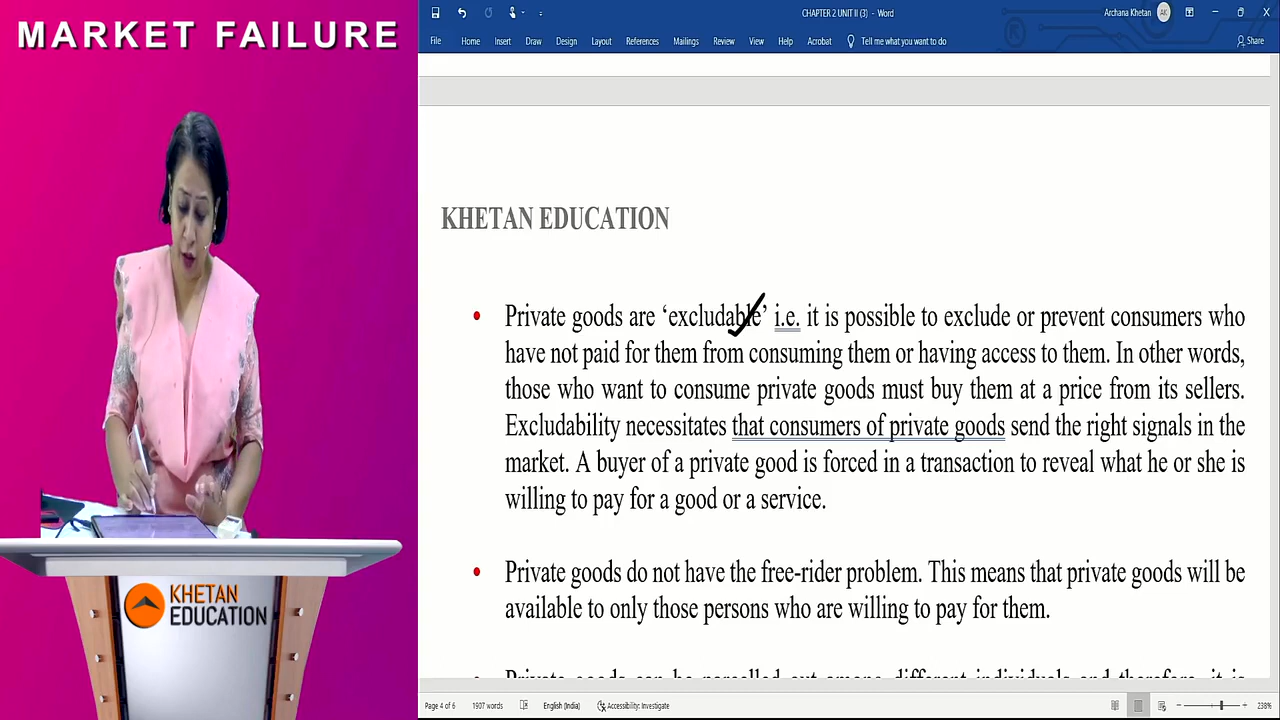 MARKET FAILURE
CHAPTER 2 UNIT II (3) - Word
Archana Khetan
AK
File Home Insert Draw Design Layout References Mailings Review View Help Acrobat Tell me what you want to do
Share
KHETAN EDUCATION
• Private goods are ‘excludable’ i.e. it is possible to exclude or prevent consumers who
have not paid for them from consuming them or having access to them. In other words,
those who want to consume private goods must buy them at a price from its sellers.
Excludability necessitates that consumers of private goods send the right signals in the
market. A buyer of a private good is forced in a transaction to reveal what he or she is
willing to pay for a good or a service.
• Private goods do not have the free-rider problem. This means that private goods will be
available to only those persons who are willing to pay for them.
• Private goods can be parcelled out among different individuals and therefore, it is
KHETAN
EDUCATION
Page 4 of 6 1907 words English (India) Accessibility: Investigate
238%